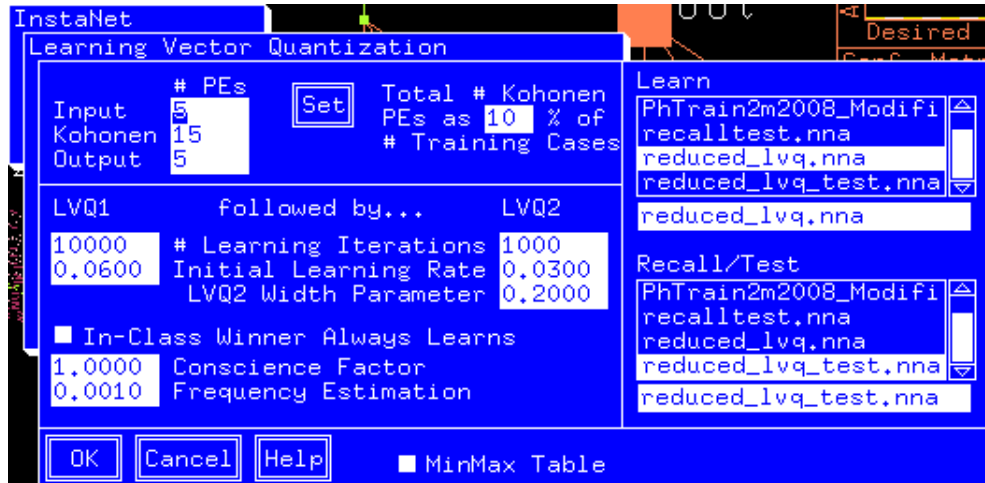 InstaNet
Out
Desired
Learning Vector Quantization
# PEs
Input 5
Kohonen 15
Output 5
Set
Total # Kohonen
PEs as 10 % of
# Training Cases
LVQ1 followed by... LVQ2
10000 # Learning Iterations 1000
0.0600 Initial Learning Rate 0.0300
LVQ2 Width Parameter 0.2000
In-Class Winner Always Learns
1.0000 Conscience Factor
0.0010 Frequency Estimation
Learn
PhTrain2m2008_Modifi
recalltest.nna
reduced_lvq.nna
reduced_lvq_test.nna
reduced_lvq.nna
Recall/Test
PhTrain2m2008_Modifi
recalltest.nna
reduced_lvq.nna
reduced_lvq_test.nna
reduced_lvq_test.nna
OK Cancel Help MinMax Table